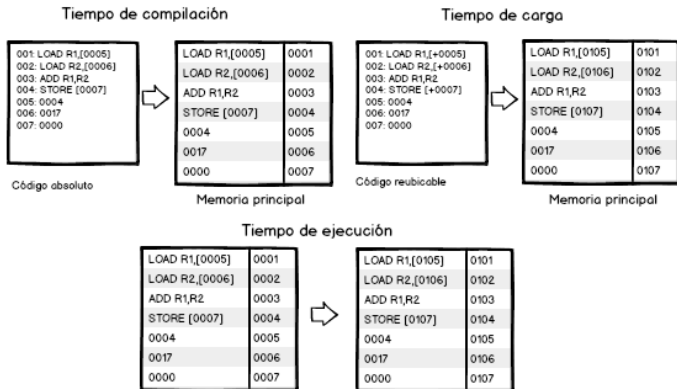 Tiempo de compilación
001: LOAD R1,[0005]
002: LOAD R2,[0006]
003: ADD R1,R2
004: STORE [0007]
005: 0004
006: 0017
007: 0000
Código absoluto
LOAD R1,[0005] 0001
LOAD R2,[0006] 0002
ADD R1,R2 0003
STORE [0007] 0004
0004 0005
0017 0006
0000 0007
Memoria principal
Tiempo de carga
001: LOAD R1,[+0005]
002: LOAD R2,[+0006]
003: ADD R1,R2
004: STORE [+0007]
005: 0004
006: 0017
007: 0000
Código reubicable
LOAD R1,[0105] 0101
LOAD R2,[0106] 0102
ADD R1,R2 0103
STORE [0107] 0104
0004 0105
0017 0106
0000 0107
Memoria principal
Tiempo de ejecución
LOAD R1,[0005] 0001
LOAD R2,[0006] 0002
ADD R1,R2 0003
STORE [0007] 0004
0004 0005
0017 0006
0000 0007
LOAD R1,[0105] 0101
LOAD R2,[0106] 0102
ADD R1,R2 0103
STORE [0107] 0104
0004 0105
0017 0106
0000 0107